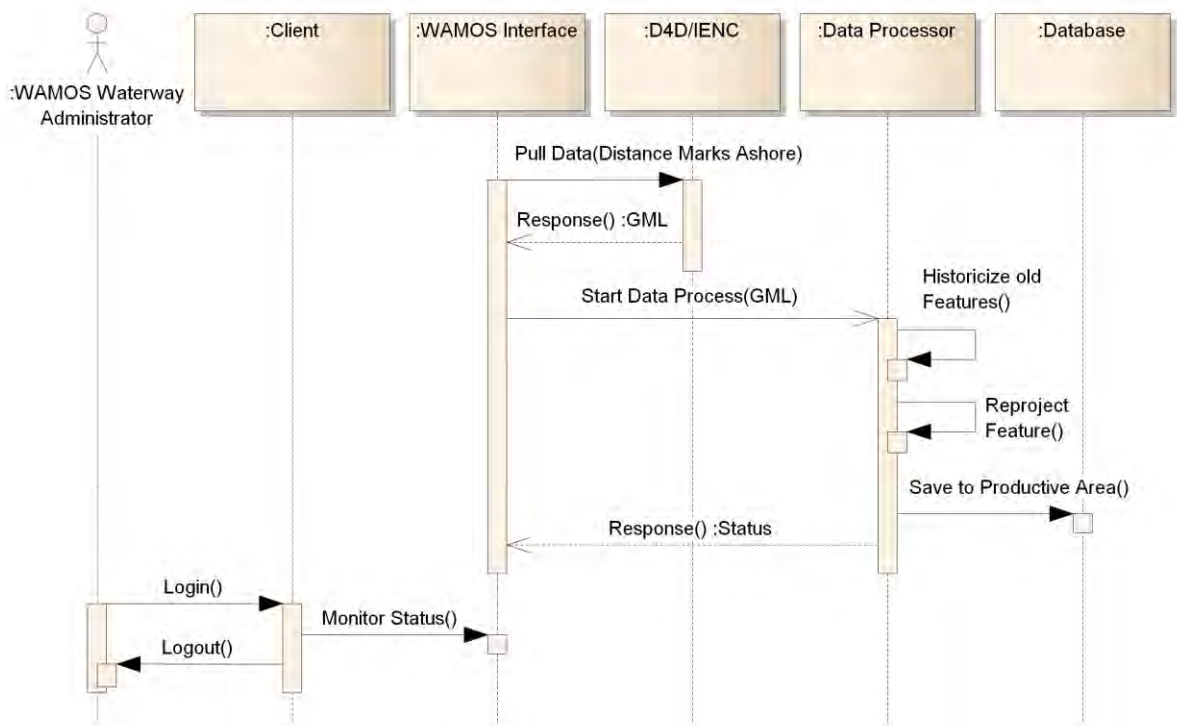 :Client
:WAMOS Interface
:D4D/IENC
:Data Processor
:Database
:WAMOS Waterway
Administrator
Pull Data(Distance Marks Ashore)
Response() :GML
Start Data Process(GML)
Historicize old
Features()
Reproject
Feature()
Save to Productive Area()
Response() :Status
Login()
Monitor Status()
Logout()